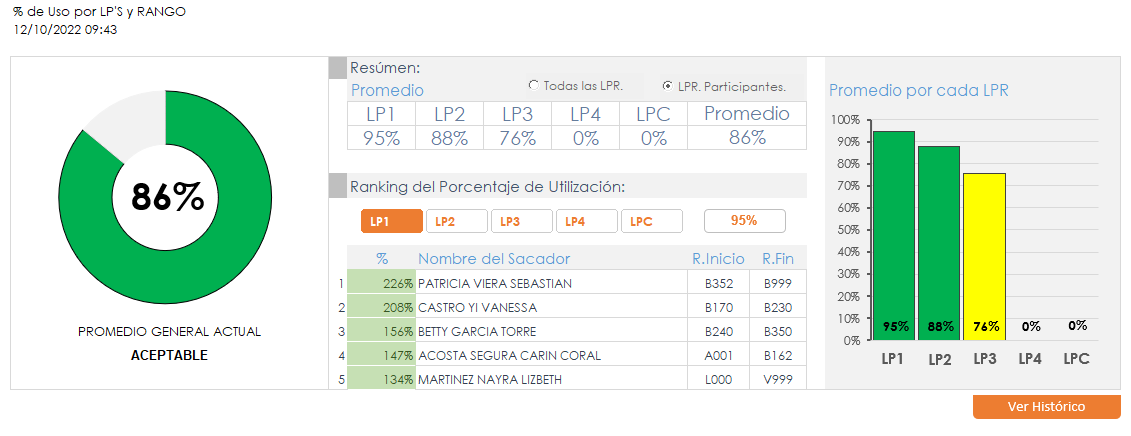 % de Uso por LP'S y RANGO
12/10/2022 09:43
86%
PROMEDIO GENERAL ACTUAL
ACEPTABLE
Resúmen:
Promedio
Todas las LPR.
LPR. Participantes.
LP1 LP2 LP3 LP4 LPC Promedio
95% 88% 76% 0% 0% 86%
Ranking del Porcentaje de Utilización:
LP1 LP2 LP3 LP4 LPC 95%
% Nombre del Sacador R.Inicio R.Fin
1 226% PATRICIA VIERA SEBASTIAN B352 B999
2 208% CASTRO YI VANESSA B170 B230
3 156% BETTY GARCIA TORRE B240 B350
4 147% ACOSTA SEGURA CARIN CORAL A001 B162
5 134% MARTINEZ NAYRA LIZBETH L000 V999
Promedio por cada LPR
100%
90%
80%
70%
60%
50%
40%
30%
20%
10%
0%
95% 88% 76% 0% 0%
LP1 LP2 LP3 LP4 LPC
Ver Histórico